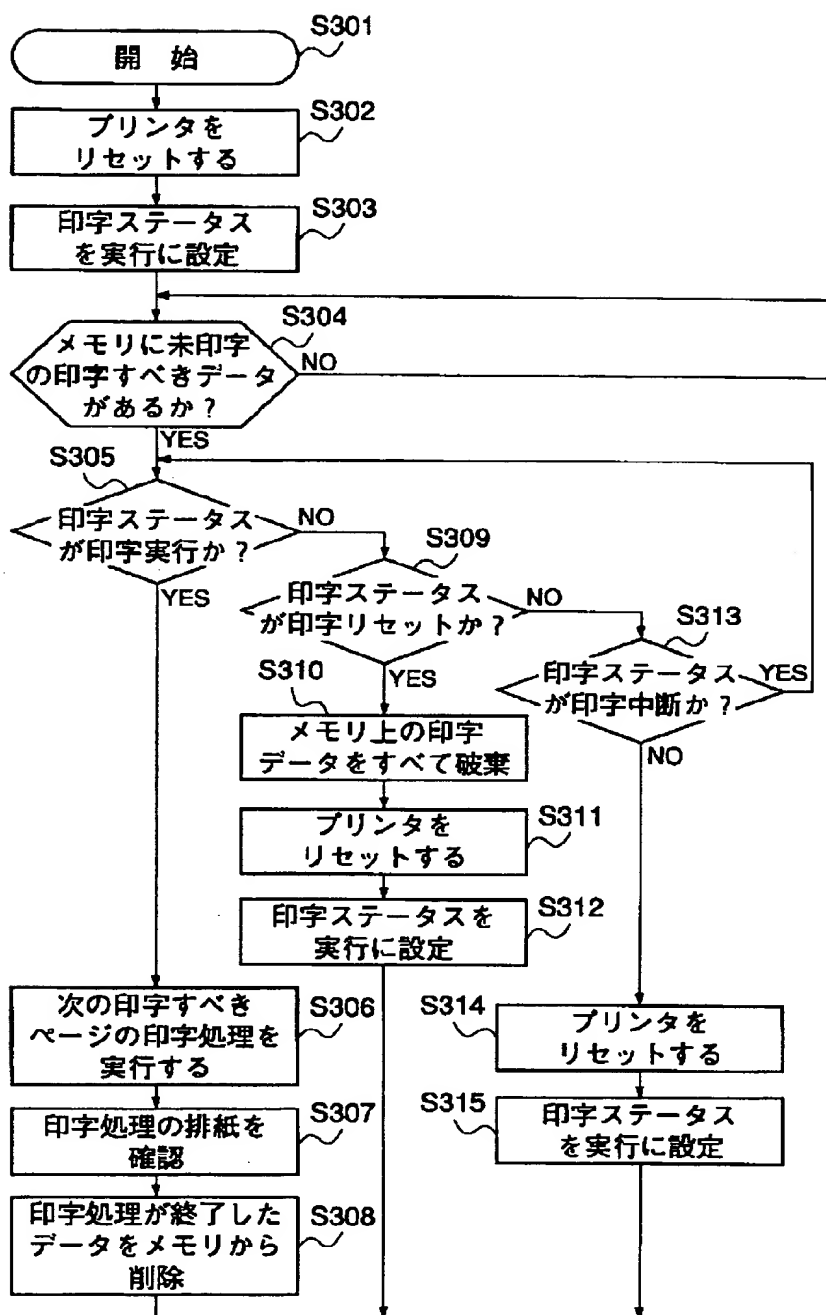 S301
開 始
S302
プリンタを
リセットする
S303
印字ステータス
を実行に設定
S304
メモリに未印字
の印字すべきデータ
があるか?
NO
YES
S305
印字ステータス
が印字実行か?
NO
YES
S309
印字ステータス
が印字リセットか?
NO
YES
S313
印字ステータス
が印字中断か?
YES
NO
S310
メモリ上の印字
データをすべて破棄
S311
プリンタを
リセットする
S312
印字ステータスを
実行に設定
S306
次の印字すべき
ページの印字処理を
実行する
S307
印字処理の排紙を
確認
S308
印字処理が終了した
データをメモリから
削除
S314
プリンタを
リセットする
S315
印字ステータス
を実行に設定